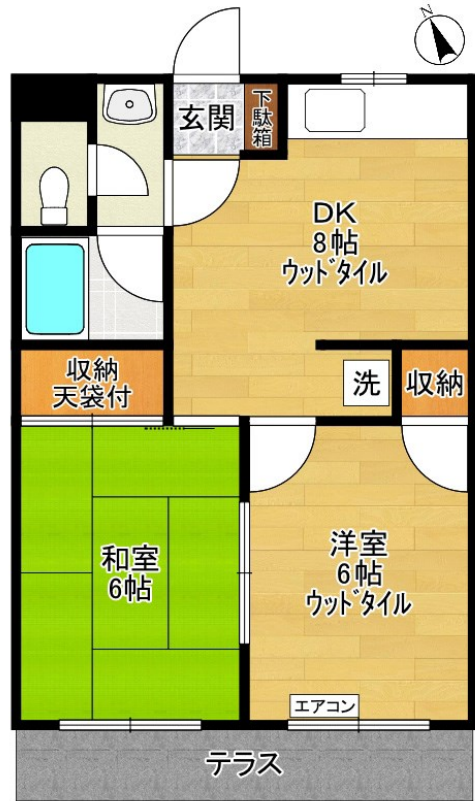 N
玄関
下駄箱
DK
8帖
ウッドタイル
収納
天袋付
洗
収納
和室
6帖
洋室
6帖
ウッドタイル
エアコン
テラス